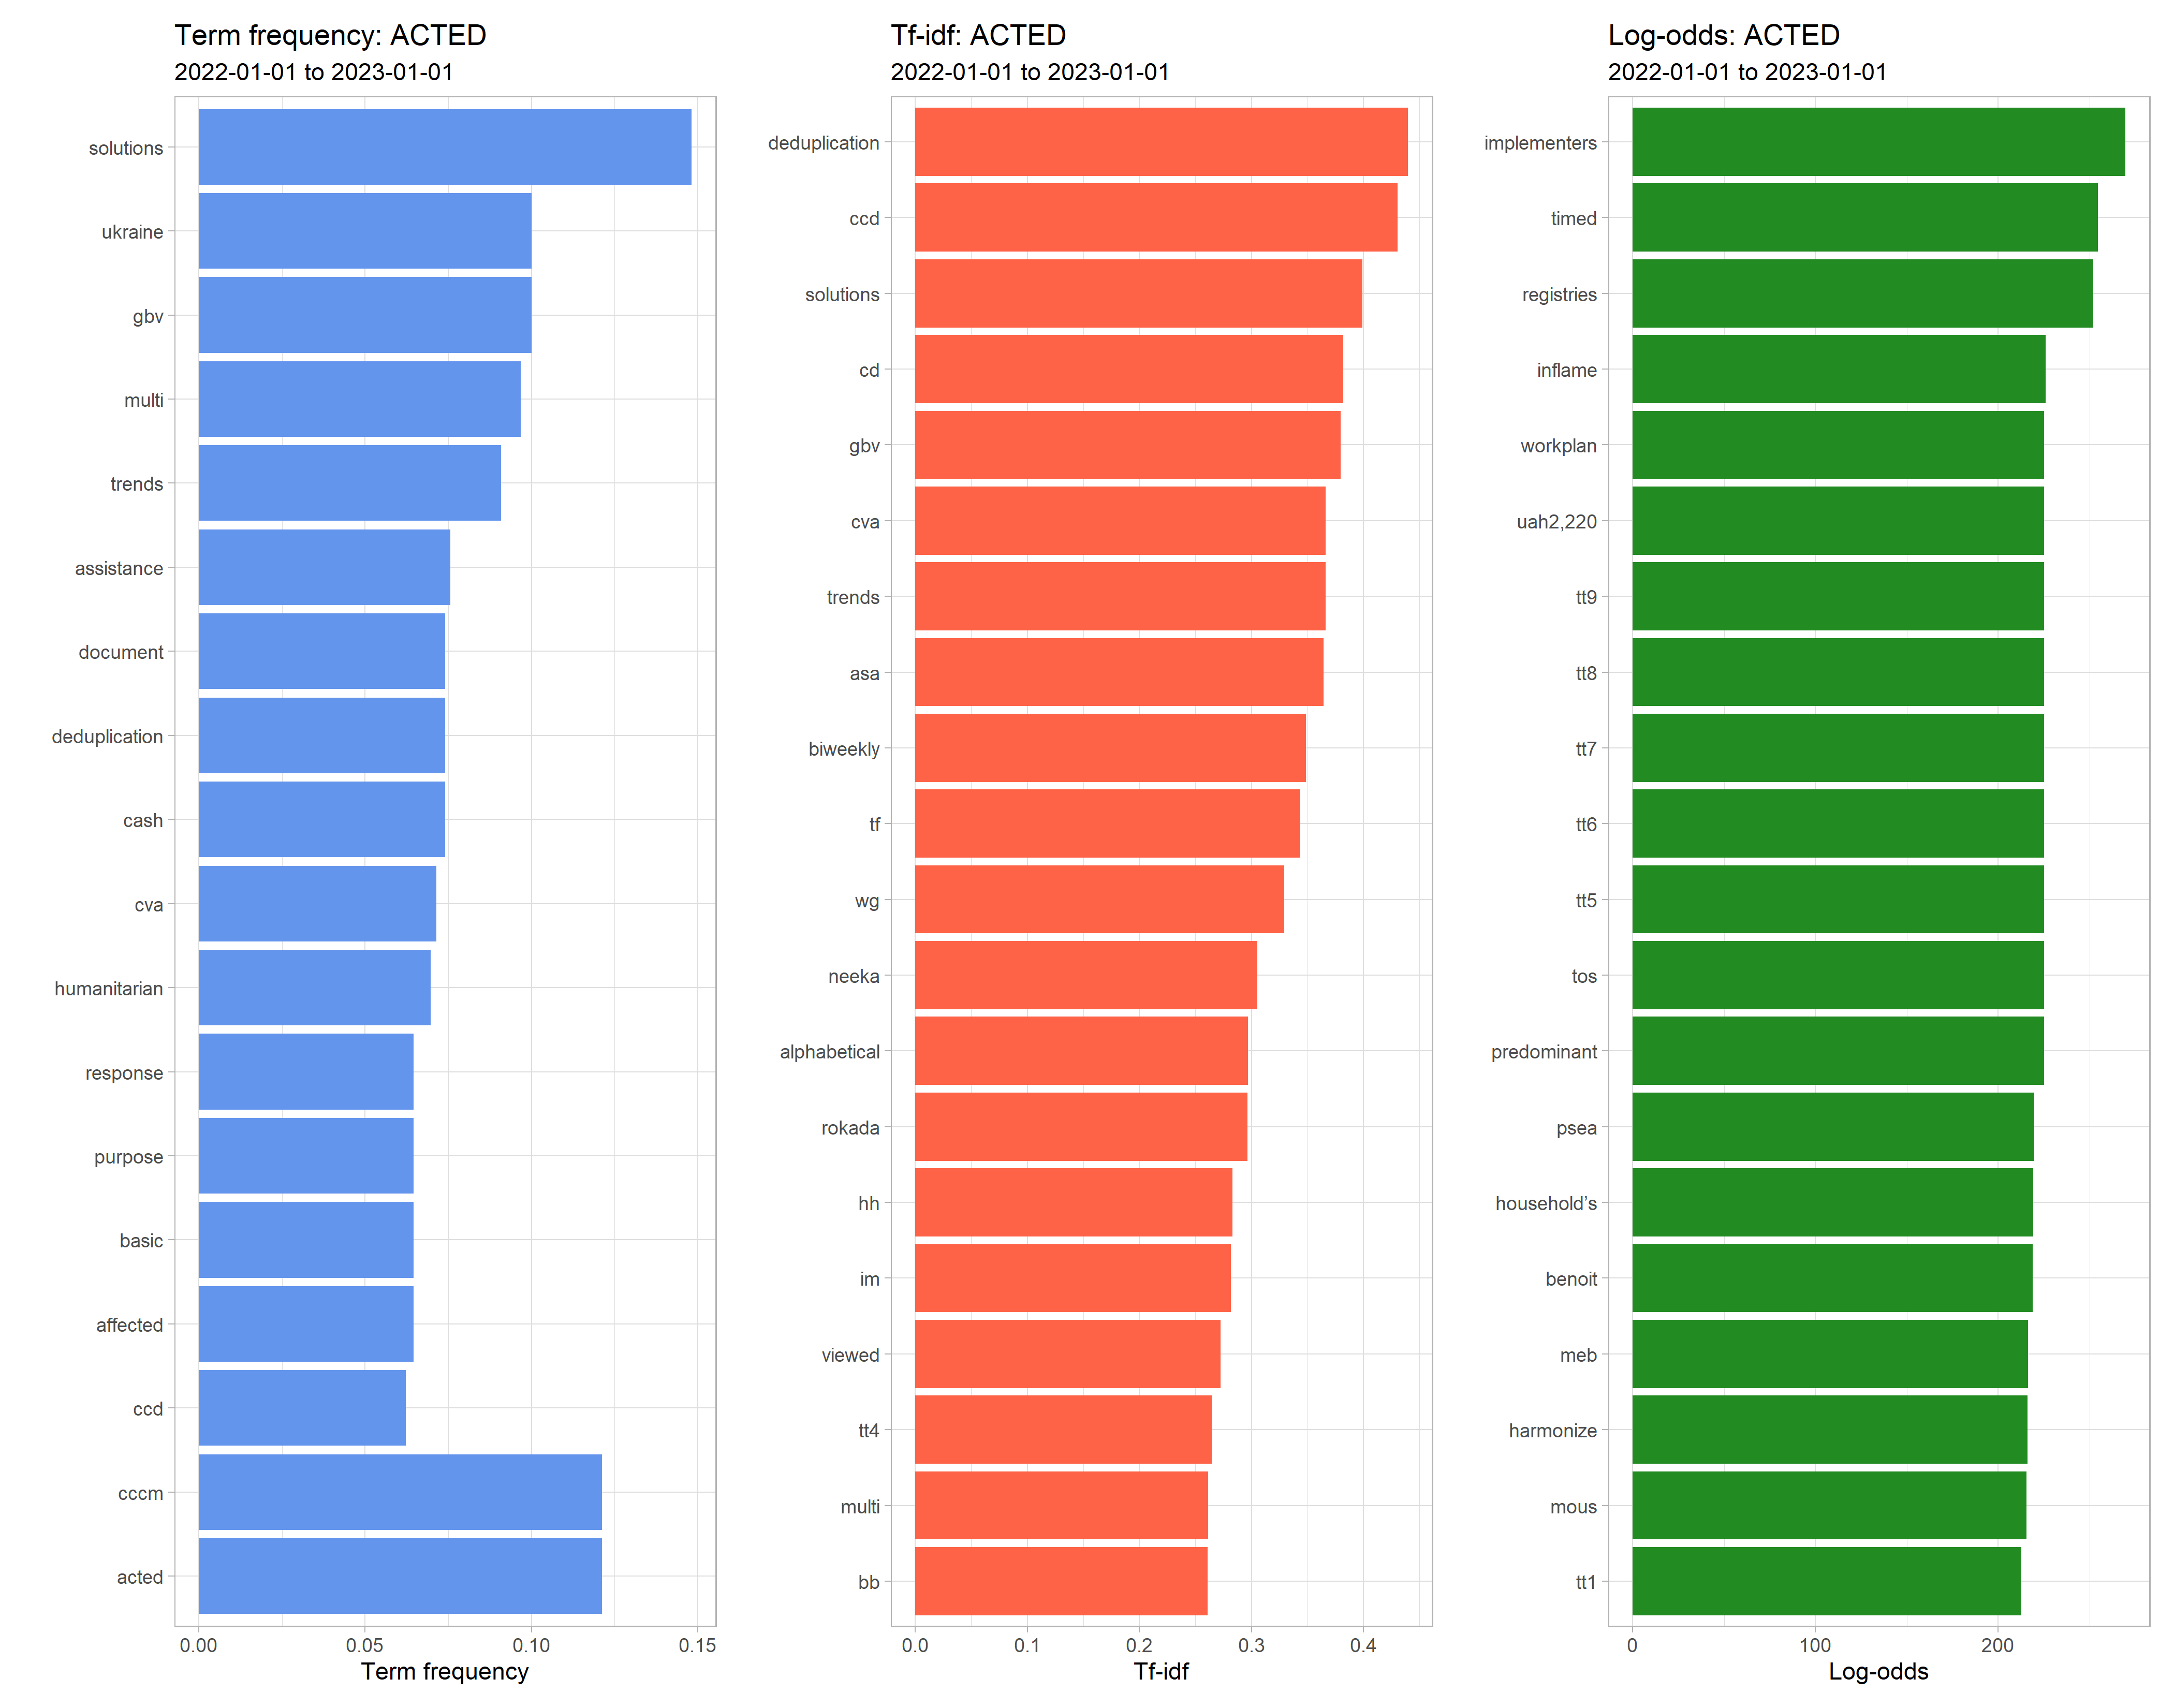 Term frequency: ACTED
2022-01-01 to 2023-01-01
solutions
ukraine
gbv
multi
trends
assistance
document
deduplication
cash
cva
humanitarian
response
purpose
basic
affected
ccd
cccm
acted
0.00 0.05 0.10 0.15
Term frequency
Tf-idf: ACTED
2022-01-01 to 2023-01-01
deduplication
ccd
solutions
cd
gbv
cva
trends
asa
biweekly
tf
wg
neeka
alphabetical
rokada
hh
im
viewed
tt4
multi
bb
0.0 0.1 0.2 0.3 0.4
Tf-idf
Log-odds: ACTED
2022-01-01 to 2023-01-01
implementers
timed
registries
inflame
workplan
uah2,220
tt9
tt8
tt7
tt6
tt5
tos
predominant
psea
household’s
benoit
meb
harmonize
mous
tt1
0 100 200
Log-odds